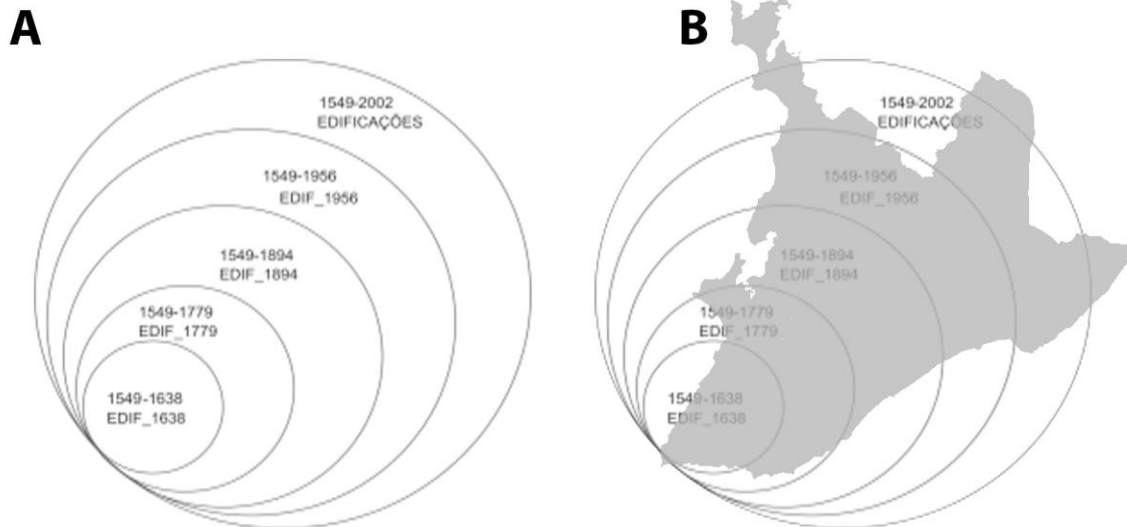 A
1549-2002
EDIFICAÇÕES
1549-1956
EDIF_1956
1549-1894
EDIF_1894
1549-1779
EDIF_1779
1549-1638
EDIF_1638
B
1549-2002
EDIFICAÇÕES
1549-1956
EDIF_1956
1549-1894
EDIF_1894
1549-1779
EDIF_1779
1549-1638
EDIF_1638